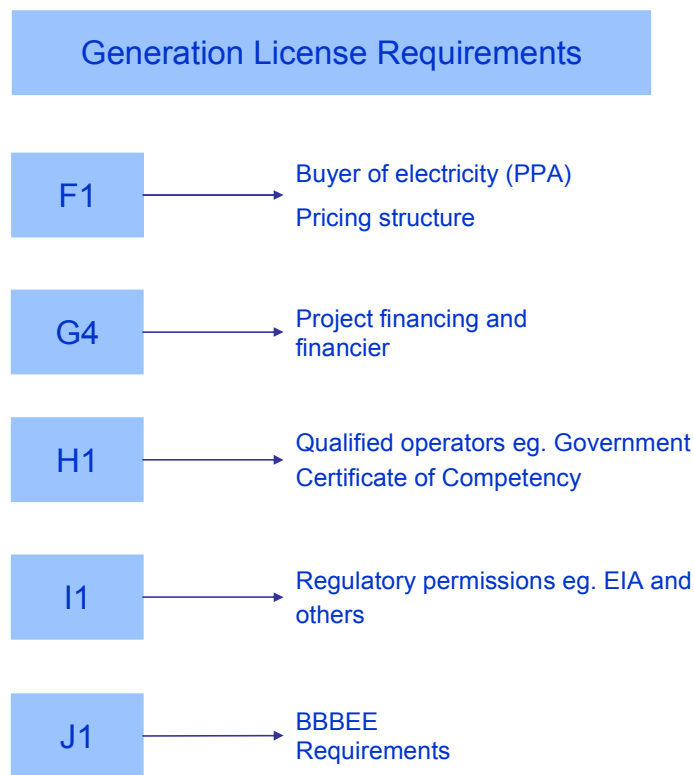 Generation License Requirements
F1
Buyer of electricity (PPA)
Pricing structure
G4
Project financing and
financier
H1
Qualified operators eg. Government
Certificate of Competency
I1
Regulatory permissions eg. EIA and
others
J1
BBBEE
Requirements